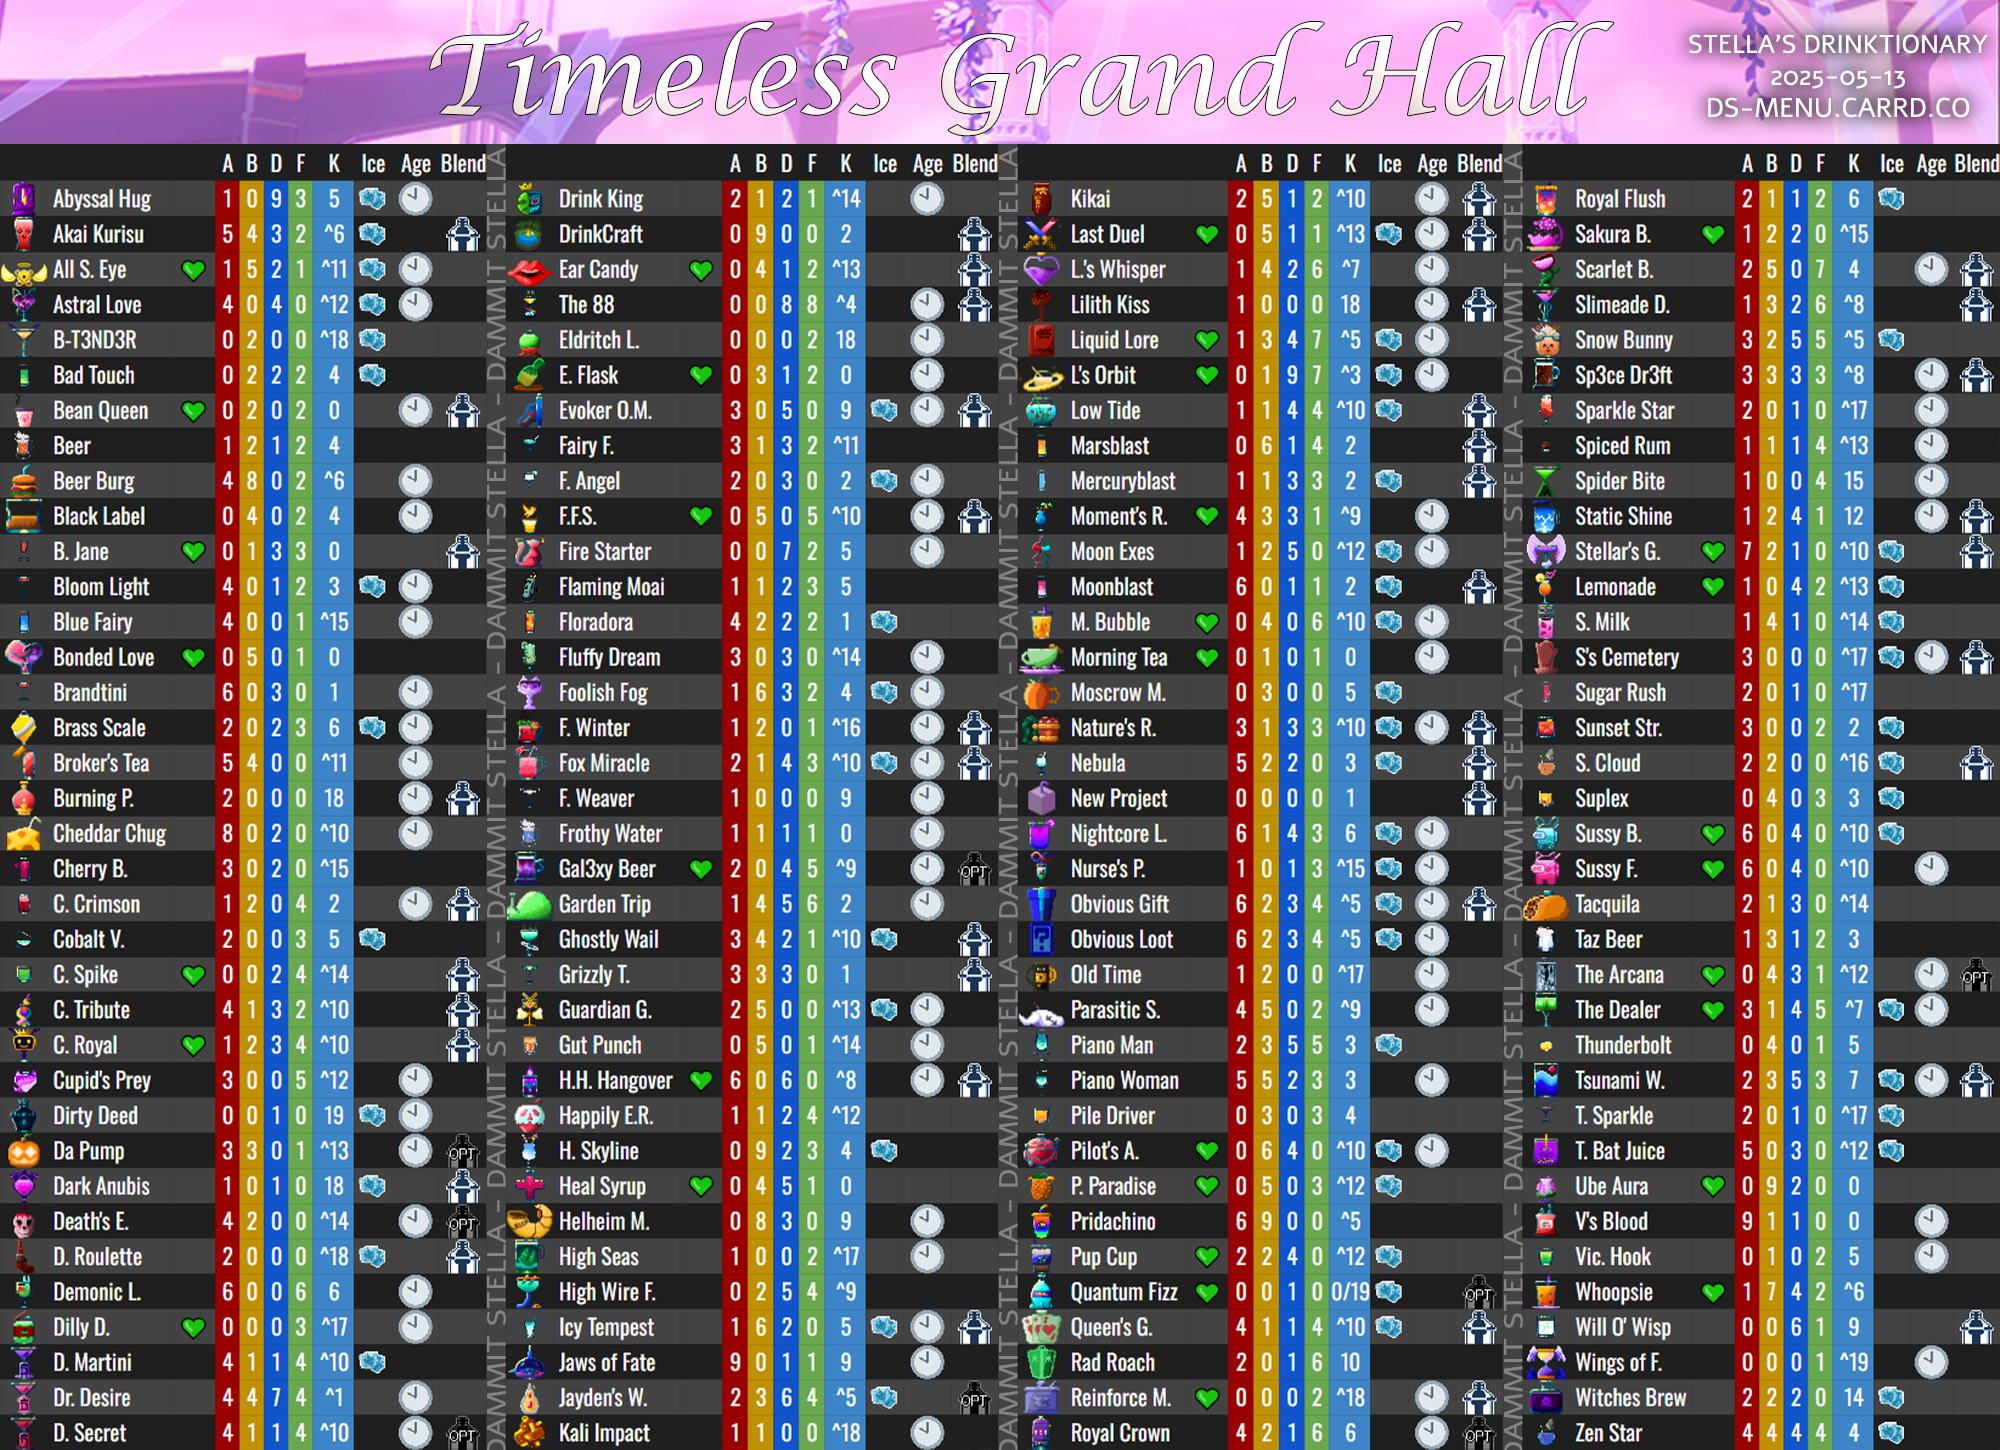 Timeless Grand Hall
STELLA'S DRINKTIONARY
2025-05-13
DS-MENU.CARRD.CO
A B D F K Ice Age Blend
Abyssal Hug 1 0 9 3 5
Akai Kurisu 5 4 3 2 ^6
All S. Eye 1 5 2 1 ^11
Astral Love 4 0 4 0 ^12
B-T3ND3R 0 2 0 0 ^18
Bad Touch 0 2 2 2 4
Bean Queen 0 2 0 2 0
Beer 1 2 1 2 4
Beer Burg 4 8 0 2 ^6
Black Label 0 4 0 2 4
B. Jane 0 1 3 3 0
Bloom Light 4 0 1 2 3
Blue Fairy 4 0 0 1 ^15
Bonded Love 0 5 0 1 0
Brandtini 6 0 3 0 1
Brass Scale 2 0 2 3 6
Broker's Tea 5 4 0 0 ^11
Burning P. 2 0 0 0 18
Cheddar Chug 8 0 2 0 ^10
Cherry B. 3 0 2 0 ^15
C. Crimson 1 2 0 4 2
Cobalt V. 2 0 0 3 5
C. Spike 0 0 2 4 ^14
C. Tribute 4 1 3 2 ^10
C. Royal 1 2 3 4 ^10
Cupid's Prey 3 0 0 5 ^12
Dirty Deed 0 0 1 0 19
Da Pump 3 3 0 1 ^13 OPT
Dark Anubis 1 0 1 0 18
Death's E. 4 2 0 0 ^14 OPT
D. Roulette 2 0 0 0 ^18
Demonic L. 6 0 0 6 6
Dilly D. 0 0 0 3 ^17
D. Martini 4 1 1 4 ^10
Dr. Desire 4 4 7 4 ^1
D. Secret 4 1 1 4 ^10 OPT
DAMMIT STELLA - DAMMIT STELLA - DAMMIT STELLA - DAMMIT STELLA - DAMMIT STELLA
A B D F K Ice Age Blend
Drink King 2 1 2 1 ^14
DrinkCraft 0 9 0 0 2
Ear Candy 0 4 1 2 ^13
The 88 0 0 8 8 ^4
Eldritch L. 0 0 0 2 18
E. Flask 0 3 1 2 0
Evoker O.M. 3 0 5 0 9
Fairy F. 3 1 3 2 ^11
F. Angel 2 0 3 0 2
F.F.S. 0 5 0 5 ^10
Fire Starter 0 0 7 2 5
Flaming Moai 1 1 2 3 5
Floradora 4 2 2 2 1
Fluffy Dream 3 0 3 0 ^14
Foolish Fog 1 6 3 2 4
F. Winter 1 2 0 1 ^16
Fox Miracle 2 1 4 3 ^10
F. Weaver 1 0 0 0 9
Frothy Water 1 1 1 1 0
Gal3xy Beer 2 0 4 5 ^9 OPT
Garden Trip 1 4 5 6 2
Ghostly Wail 3 4 2 1 ^10
Grizzly T. 3 3 3 0 1
Guardian G. 2 5 0 0 ^13
Gut Punch 0 5 0 1 ^14
H.H. Hangover 6 0 6 0 ^8
Happily E.R. 1 1 2 4 ^12
H. Skyline 0 9 2 3 4
Heal Syrup 0 4 5 1 0
Helheim M. 0 8 3 0 9
High Seas 1 0 0 2 ^17
High Wire F. 0 2 5 4 ^9
Icy Tempest 1 6 2 0 5
Jaws of Fate 9 0 1 1 9
Jayden's W. 2 3 6 4 ^5 OPT
Kali Impact 1 1 0 0 ^18
DAMMIT STELLA - DAMMIT STELLA - DAMMIT STELLA - DAMMIT STELLA - DAMMIT STELLA
A B D F K Ice Age Blend
Kikai 2 5 1 2 ^10
Last Duel 0 5 1 1 ^13
L.'s Whisper 1 4 2 6 ^7
Lilith Kiss 1 0 0 0 18
Liquid Lore 1 3 4 7 ^5
L's Orbit 0 1 9 7 ^3
Low Tide 1 1 4 4 ^10
Marsblast 0 6 1 4 2
Mercuryblast 1 1 3 3 2
Moment's R. 4 3 3 1 ^9
Moon Exes 1 2 5 0 ^12
Moonblast 6 0 1 1 2
M. Bubble 0 4 0 6 ^10
Morning Tea 0 1 0 1 0
Moscrow M. 0 3 0 0 5
Nature's R. 3 1 3 3 ^10
Nebula 5 2 2 0 3
New Project 0 0 0 0 1
Nightcore L. 6 1 4 3 6
Nurse's P. 1 0 1 3 ^15
Obvious Gift 6 2 3 4 ^5
Obvious Loot 6 2 3 4 ^5
Old Time 1 2 0 0 ^17
Parasitic S. 4 5 0 2 ^9
Piano Man 2 3 5 5 3
Piano Woman 5 5 2 3 3
Pile Driver 0 3 0 3 4
Pilot's A. 0 6 4 0 ^10
P. Paradise 0 5 0 3 ^12
Pridachino 6 9 0 0 ^5
Pup Cup 2 2 4 0 ^12
Quantum Fizz 0 0 1 0 0/19 OPT
Queen's G. 4 1 1 4 ^10
Rad Roach 2 0 1 6 10
Reinforce M. 0 0 0 2 ^18
Royal Crown 4 2 1 6 6 OPT
DAMMIT STELLA - DAMMIT STELLA - DAMMIT STELLA - DAMMIT STELLA - DAMMIT STELLA
A B D F K Ice Age Blend
Royal Flush 2 1 1 2 6
Sakura B. 1 2 2 0 ^15
Scarlet B. 2 5 0 7 4
Slimeade D. 1 3 2 6 ^8
Snow Bunny 3 2 5 5 ^5
Sp3ce Dr3ft 3 3 3 3 ^8
Sparkle Star 2 0 1 0 ^17
Spiced Rum 1 1 1 4 ^13
Spider Bite 1 0 0 4 15
Static Shine 1 2 4 1 12
Stellar's G. 7 2 1 0 ^10
Lemonade 1 0 4 2 ^13
S. Milk 1 4 1 0 ^14
S's Cemetery 3 0 0 0 ^17
Sugar Rush 2 0 1 0 ^17
Sunset Str. 3 0 0 2 2
S. Cloud 2 2 0 0 ^16
Suplex 0 4 0 3 3
Sussy B. 6 0 4 0 ^10
Sussy F. 6 0 4 0 ^10
Tacquila 2 1 3 0 ^14
Taz Beer 1 3 1 2 3
The Arcana 0 4 3 1 ^12 OPT
The Dealer 3 1 4 5 ^7
Thunderbolt 0 4 0 1 5
Tsunami W. 2 3 5 3 7
T. Sparkle 2 0 1 0 ^17
T. Bat Juice 5 0 3 0 ^12
Ube Aura 0 9 2 0 0
V's Blood 9 1 1 0 0
Vic. Hook 0 1 0 2 5
Whoopsie 1 7 4 2 ^6
Will O' Wisp 0 0 6 1 9
Wings of F. 0 0 0 1 ^19
Witches Brew 2 2 2 0 14
Zen Star 4 4 4 4 4